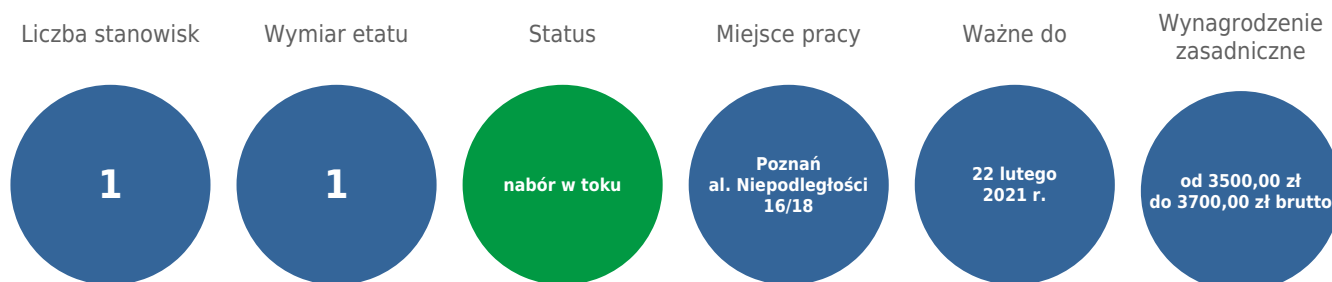 Liczba stanowisk
1
Wymiar etatu
1
Status
nabór w toku
Miejsce pracy
Poznań
al. Niepodległości
16/18
Ważne do
22 lutego
2021 r.
Wynagrodzenie
zasadnicze
od 3500,00 zł
do 3700,00 zł brutto